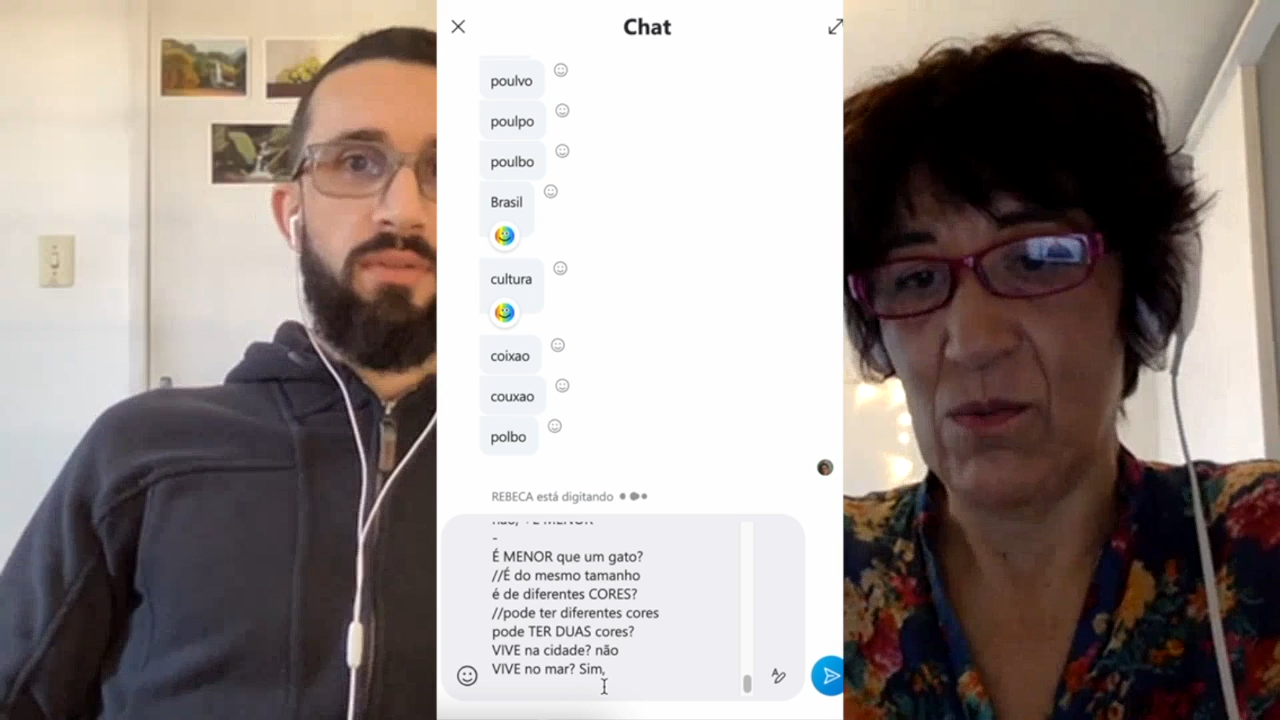 Chat
poulvo
poulpo
poulbo
Brasil
cultura
coixao
couxao
polbo
REBECA está digitando
-
É MENOR que um gato?
//É do mesmo tamanho
é de diferentes CORES?
//pode ter diferentes cores
pode TER DUAS cores?
VIVE na cidade? não
VIVE no mar? Sim,